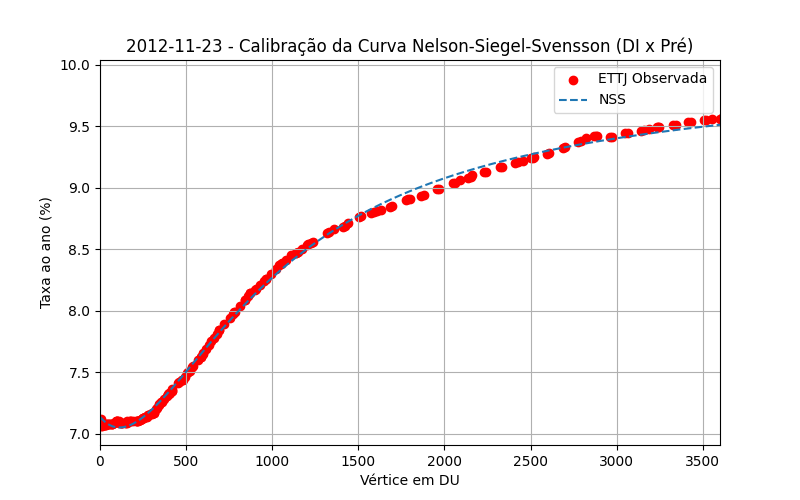 2012-11-23 - Calibração da Curva Nelson-Siegel-Svensson (DI x Pré)
ETTJ Observada
NSS
Taxa ao ano (%)
10.0
9.5
9.0
8.5
8.0
7.5
7.0
0 500 1000 1500 2000 2500 3000 3500
Vértice em DU